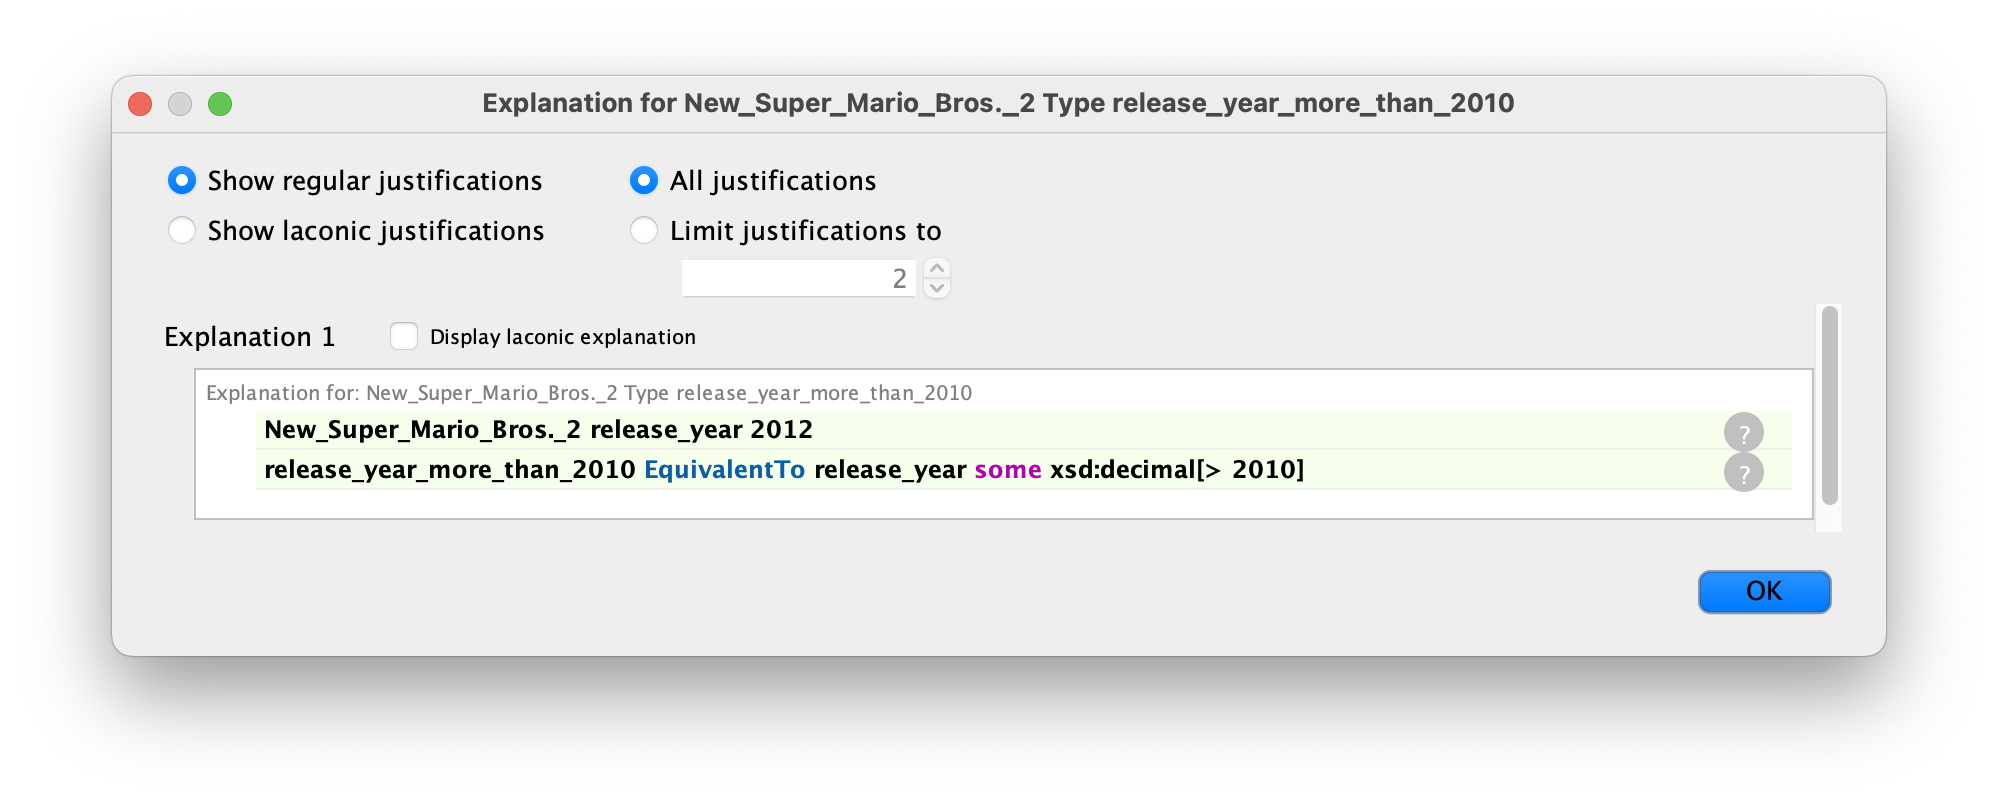 Explanation for New_Super_Mario_Bros._2 Type release_year_more_than_2010
Show regular justifications
All justifications
Show laconic justifications
Limit justifications to
2
Explanation 1
Display laconic explanation
Explanation for: New_Super_Mario_Bros._2 Type release_year_more_than_2010
New_Super_Mario_Bros._2 release_year 2012
?
release_year_more_than_2010 EquivalentTo release_year some xsd:decimal[> 2010]
?
OK